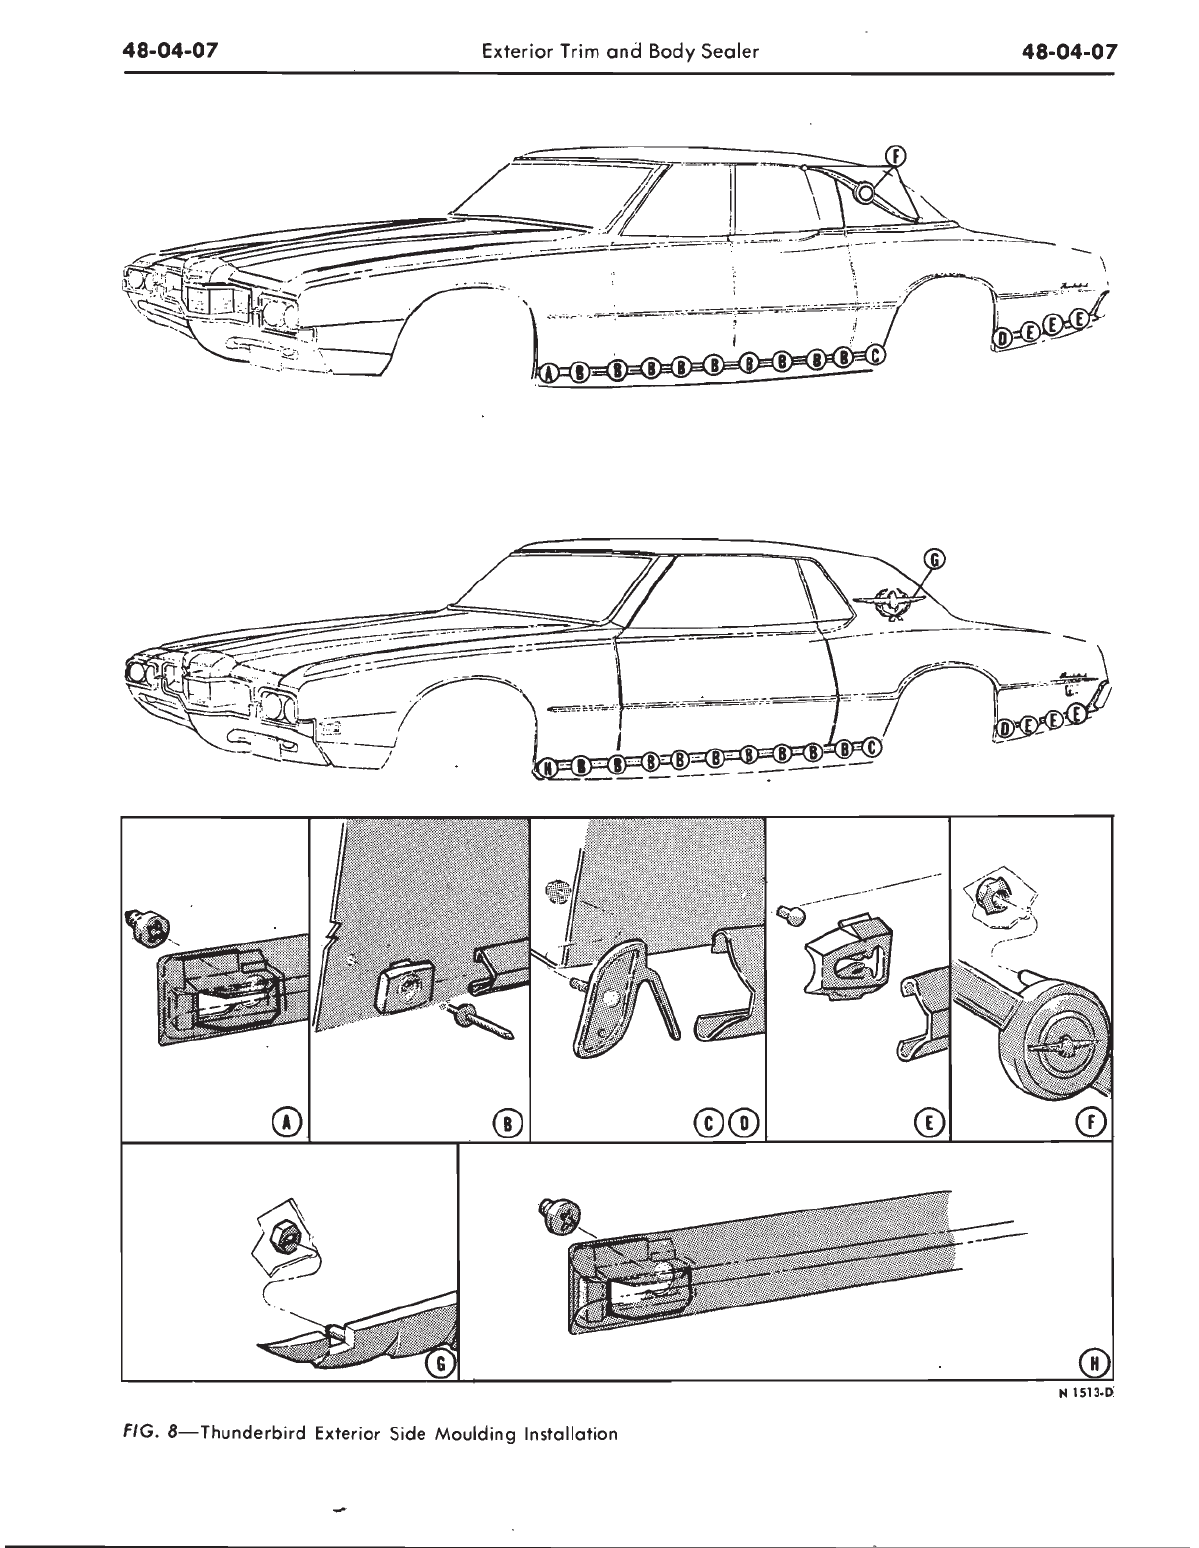 48-04-07 Exterior Trim and Body Sealer 48-04-07
F
D E E E
A B B B B B B B B B C
G
D E E E
H B B B B B B B B B C
A B C D E F
G H
N 1513-D
FIG. 8—Thunderbird Exterior Side Moulding Installation